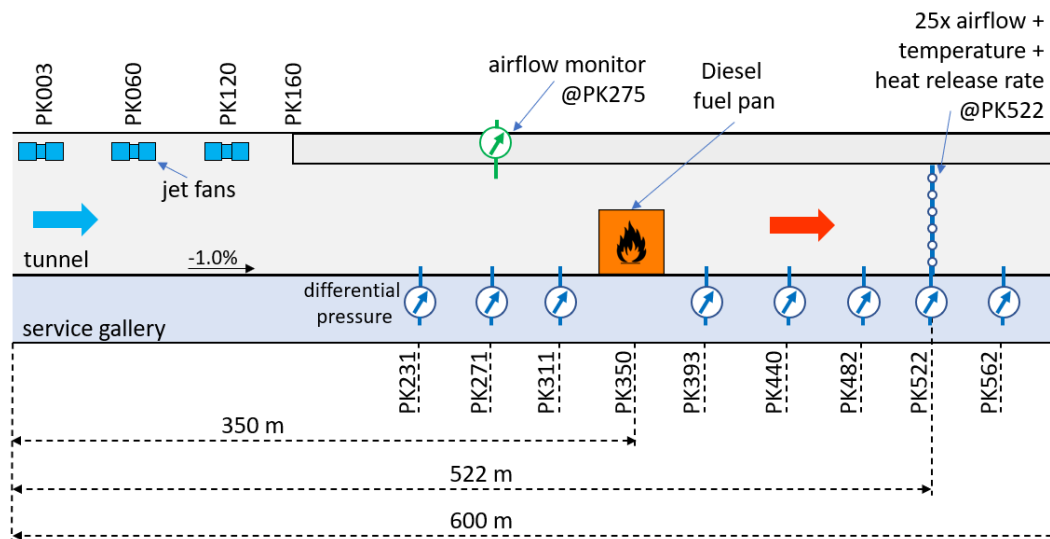 25x airflow +
temperature +
heat release rate
@PK522
Diesel
fuel pan
airflow monitor
@PK275
PK003
PK060
PK120
PK160
jet fans
tunnel
-1.0%
differential
pressure
service gallery
PK231
PK271
PK311
PK350
PK393
PK440
PK482
PK522
PK562
350 m
522 m
600 m